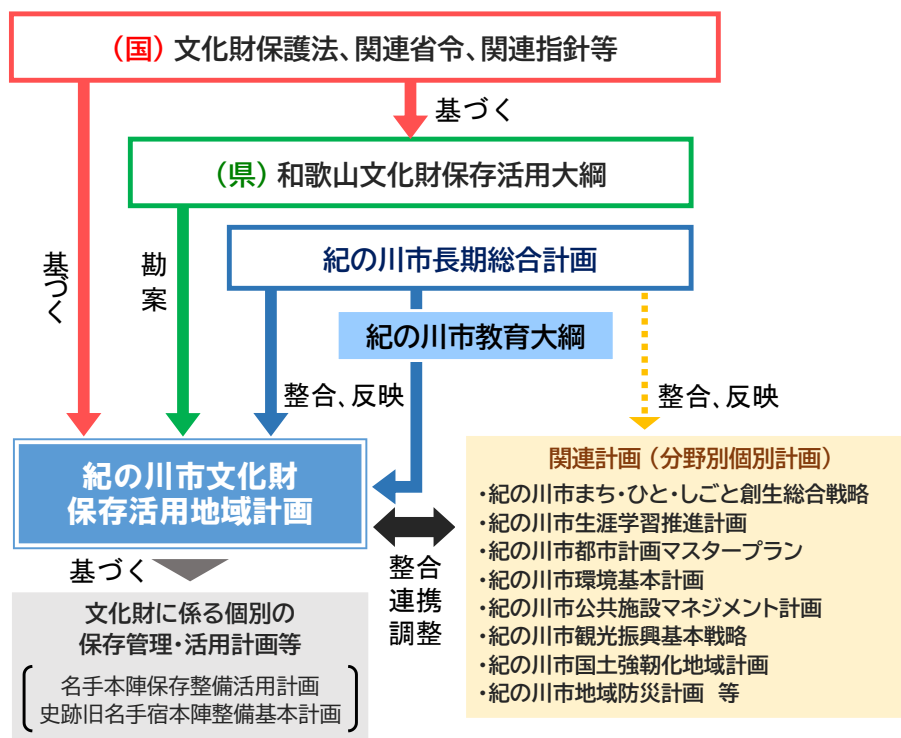 （国）文化財保護法、関連省令、関連指針等
基づく
（県）和歌山文化財保存活用大綱
基づく
勘案
紀の川市長期総合計画
紀の川市教育大綱
整合、反映
整合、反映
紀の川市文化財
保存活用地域計画
関連計画（分野別個別計画）
・紀の川市まち・ひと・しごと創生総合戦略
・紀の川市生涯学習推進計画
・紀の川市都市計画マスタープラン
・紀の川市環境基本計画
・紀の川市公共施設マネジメント計画
・紀の川市観光振興基本戦略
・紀の川市国土強靭化地域計画
・紀の川市地域防災計画 等
整合
連携
調整
基づく
文化財に係る個別の
保存管理・活用計画等
名手本陣保存整備活用計画
史跡旧名手宿本陣整備基本計画